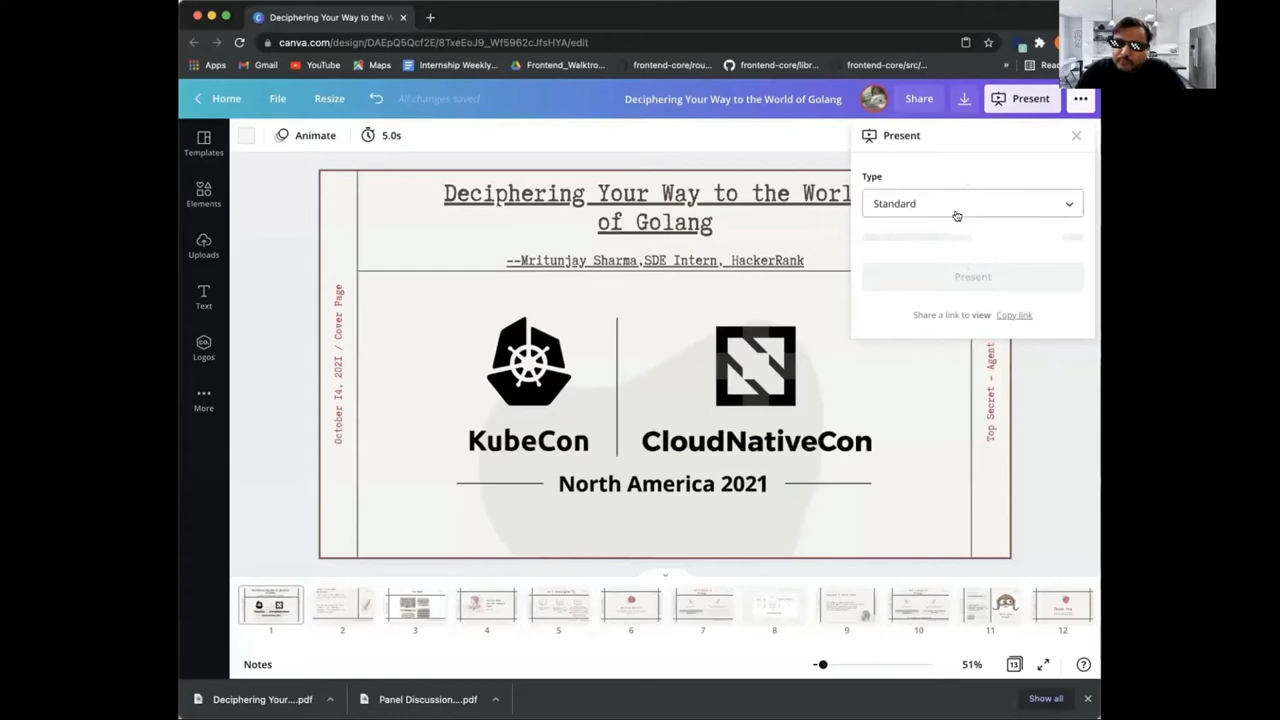 Deciphering Your Way to the W
canva.com/design/DAEpQ5Qcf2E/8TxeEoJ9_Wf5962cJfsHYA/edit
Apps
Gmail
YouTube
Maps
Internship Weekly...
Frontend_Walktro...
frontend-core/rou...
frontend-core/libr...
frontend-core/src/...
»
Home
File
Resize
All changes saved
Deciphering Your Way to the World of Golang
Share
Present
Templates
Elements
Uploads
Text
CO.
Logos
More
Animate
5.0s
Present
Type
Standard
Present
Share a link to view Copy link
Deciphering Your Way to the Worl
of Golang
--Mritunjay Sharma,SDE Intern, HackerRank
October 14, 2021 / Cover Page
Top Secret - Agent
KubeCon
CloudNativeCon
North America 2021
1
2
3
4
5
6
7
8
9
10
11
12
Notes
51%
13
?
Deciphering Your....pdf
Panel Discussion....pdf
Show all